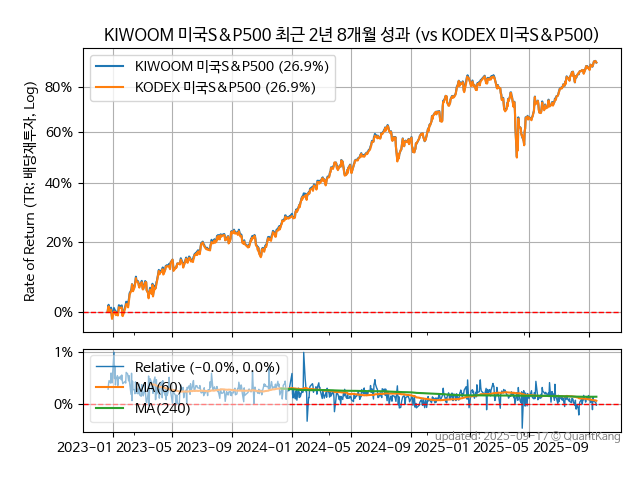 KIWOOM 미국S&P500 최근 2년 8개월 성과 (vs KODEX 미국S&P500)
KIWOOM 미국S&P500 (26.9%)
KODEX 미국S&P500 (26.9%)
80%
60%
40%
20%
0%
Rate of Return (TR; 배당재투자, Log)
1%
0%
Relative (-0.0%, 0.0%)
MA(60)
MA(240)
2023-01 2023-05 2023-09 2024-01 2024-05 2024-09 2025-01 2025-05 2025-09
updated: 2025-09-17 © QuantKang